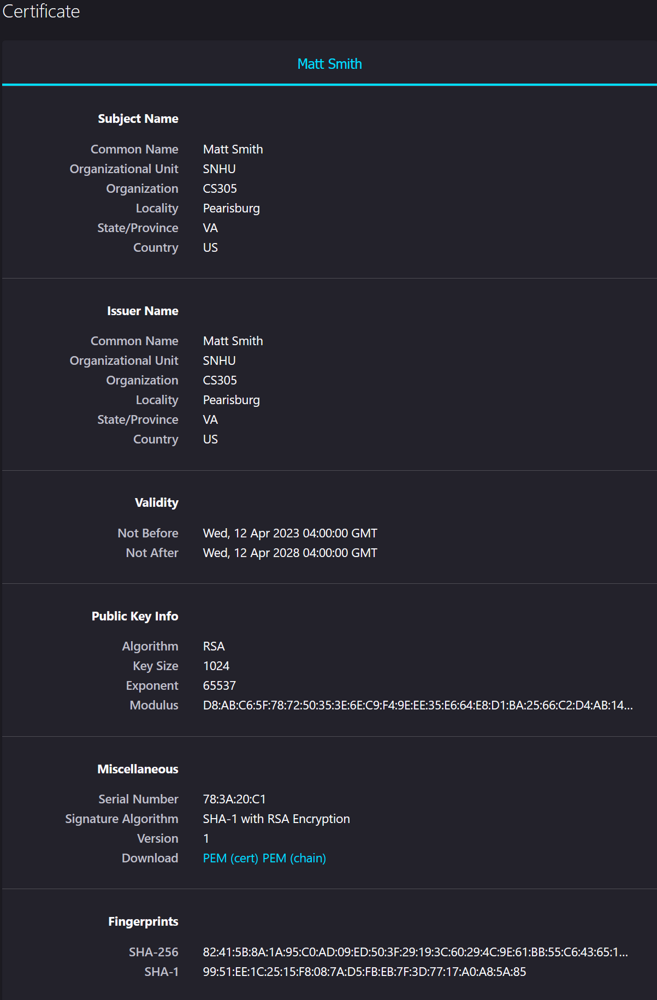 Certificate
Matt Smith
Subject Name
Common Name Matt Smith
Organizational Unit SNHU
Organization CS305
Locality Pearisburg
State/Province VA
Country US
Issuer Name
Common Name Matt Smith
Organizational Unit SNHU
Organization CS305
Locality Pearisburg
State/Province VA
Country US
Validity
Not Before Wed, 12 Apr 2023 04:00:00 GMT
Not After Wed, 12 Apr 2028 04:00:00 GMT
Public Key Info
Algorithm RSA
Key Size 1024
Exponent 65537
Modulus D8:AB:C6:5F:78:72:50:35:3E:6E:C9:F4:9E:EE:35:E6:64:E8:D1:BA:25:66:C2:D4:AB:14...
Miscellaneous
Serial Number 78:3A:20:C1
Signature Algorithm SHA-1 with RSA Encryption
Version 1
Download PEM (cert) PEM (chain)
Fingerprints
SHA-256 82:41:5B:8A:1A:95:C0:AD:09:ED:50:3F:29:19:3C:60:29:4C:9E:61:BB:55:C6:43:65:1...
SHA-1 99:51:EE:1C:25:15:F8:08:7A:D5:FB:EB:7F:3D:77:17:A0:A8:5A:85